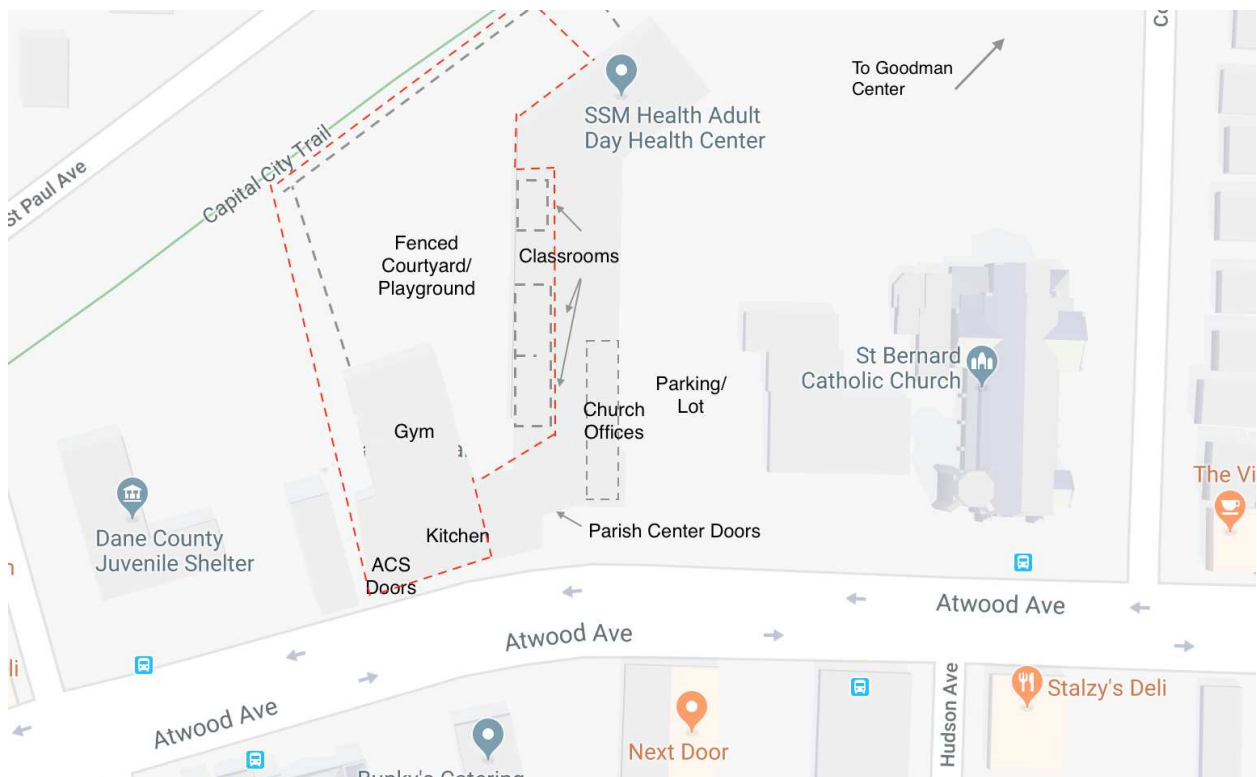 To Goodman
Center
SSM Health Adult
Day Health Center
Capital City Trail
St Paul Ave
Fenced
Courtyard/
Playground
Classrooms
St Bernard
Catholic Church
Parking/
Lot
Church
Offices
Gym
The Vi
Dane County
Juvenile Shelter
Kitchen
Parish Center Doors
ACS
Doors
Atwood Ave
Atwood Ave
Atwood Ave
Hudson Ave
Stalzy's Deli
Next Door
Bunky's Catering